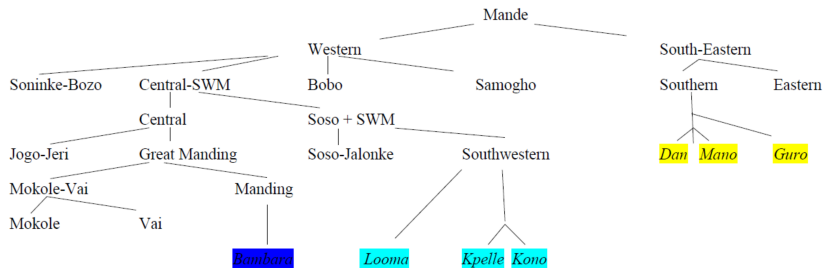 Mande
Western South-Eastern
Soninke-Bozo Central-SWM Bobo Samogho Southern Eastern
Central Soso + SWM
Jogo-Jeri Great Manding Soso-Jalonke Southwestern Dan Mano Guro
Mokole-Vai Manding
Mokole Vai
Bambara Looma Kpelle Kono